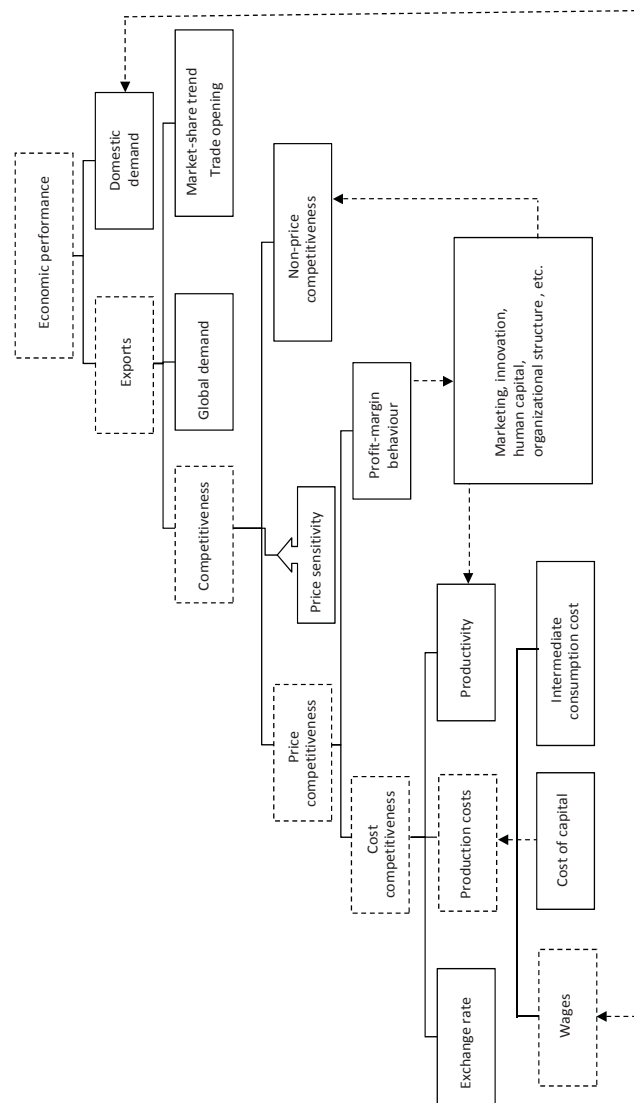 Economic performance
Exports
Domestic
demand
Competitiveness
Global demand
Market-share trend
Trade opening
Price
competitiveness
Price sensitivity
Non-price
competitiveness
Cost
competitiveness
Profit-margin
behaviour
Exchange rate
Production costs
Productivity
Marketing, innovation,
human capital,
organizational structure , etc.
Wages
Cost of capital
Intermediate
consumption cost